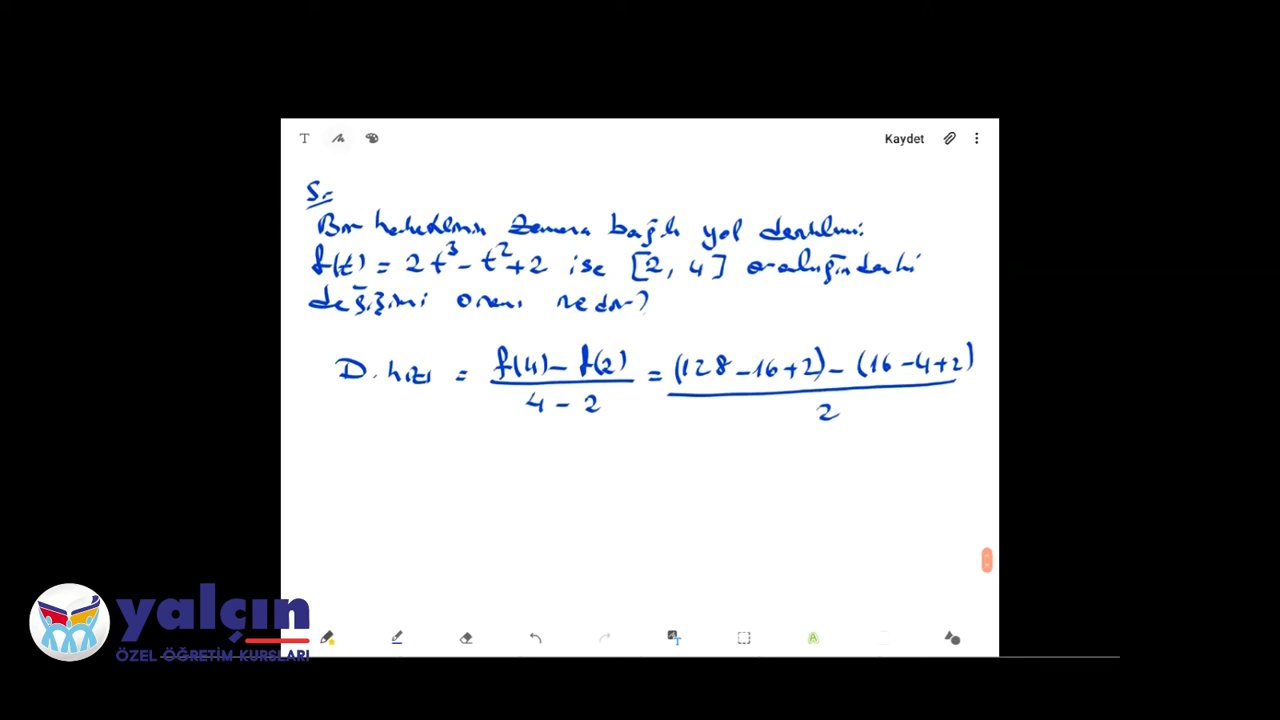 T
Kaydet
S:
Bir hareketlinin zamana bağlı yol denklemi
f(t) = 2t³ - t² + 2 ise [2, 4] aralığındaki
değişimi oranı nedir?
D. hızı = f(4) - f(2) / 4 - 2 = (128 - 16 + 2) - (16 - 4 + 2) / 2
yalçın
ÖZEL ÖĞRETİM KURSLARI